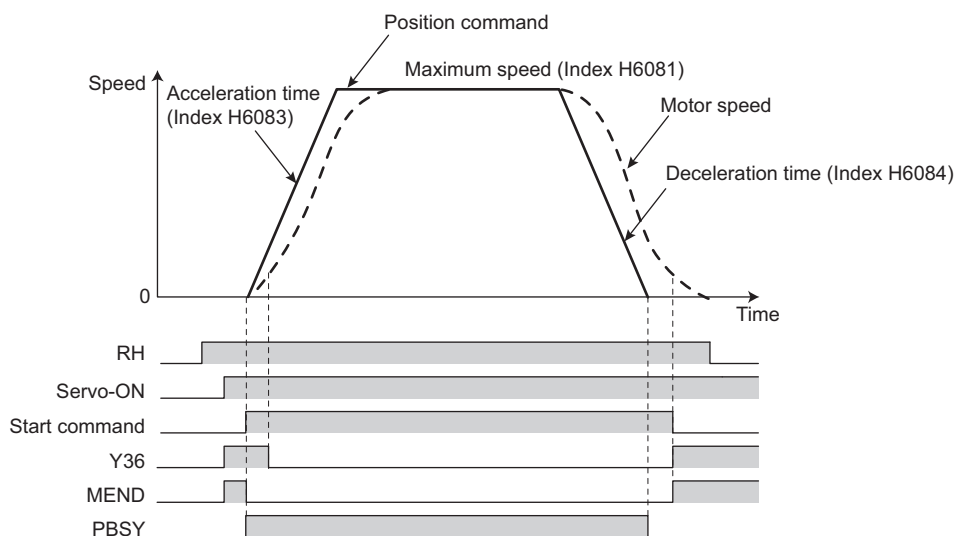 Position command
Speed
Maximum speed (Index H6081)
Acceleration time
(Index H6083)
Motor speed
Deceleration time (Index H6084)
0
Time
RH
Servo-ON
Start command
Y36
MEND
PBSY